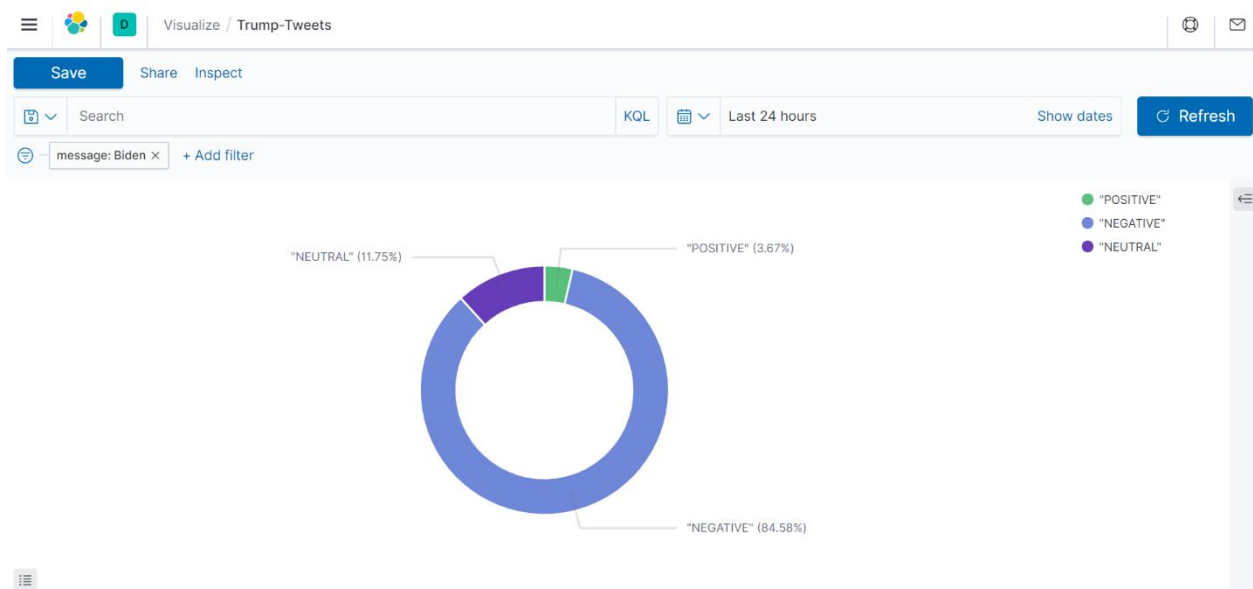 D Visualize / Trump-Tweets
Save Share Inspect
Search KQL Last 24 hours Show dates Refresh
message: Biden × + Add filter
"POSITIVE"
"NEGATIVE"
"NEUTRAL"
"NEUTRAL" (11.75%)
"POSITIVE" (3.67%)
"NEGATIVE" (84.58%)